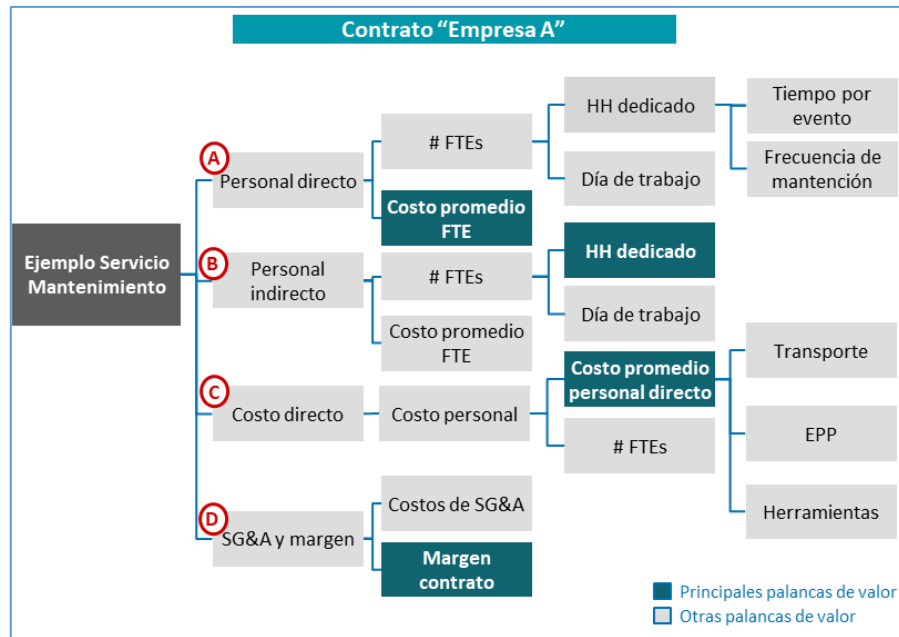 Contrato “Empresa A”
Ejemplo Servicio
Mantenimiento
A
Personal directo
# FTEs
HH dedicado
Tiempo por
evento
Frecuencia de
mantención
Día de trabajo
Costo promedio
FTE
B
Personal
indirecto
# FTEs
HH dedicado
Día de trabajo
Costo promedio
FTE
C
Costo directo
Costo personal
Costo promedio
personal directo
Transporte
EPP
Herramientas
# FTEs
D
SG&A y margen
Costos de SG&A
Margen
contrato
Principales palancas de valor
Otras palancas de valor